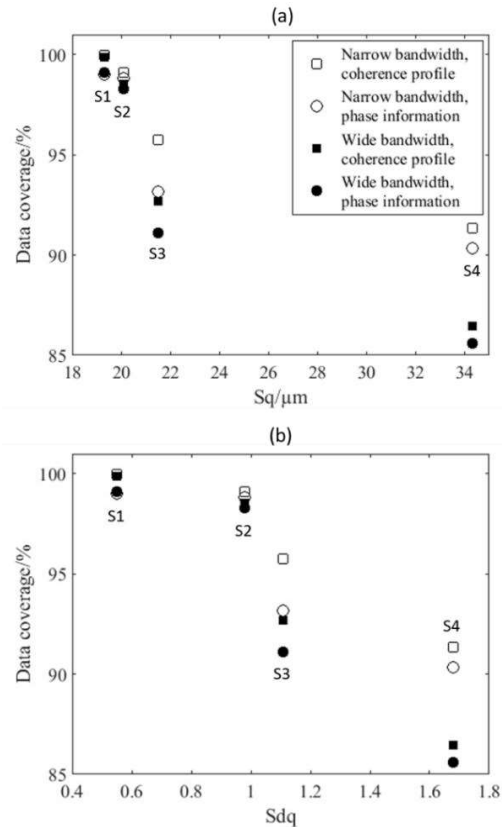 (a)
100
95
90
85
Data coverage/%
Narrow bandwidth,
coherence profile
Narrow bandwidth,
phase information
Wide bandwidth,
coherence profile
Wide bandwidth,
phase information
S1
S2
S3
S4
18 20 22 24 26 28 30 32 34
Sq/μm
(b)
100
95
90
85
Data coverage/%
S1
S2
S3
S4
0.4 0.6 0.8 1 1.2 1.4 1.6 1.8
Sdq